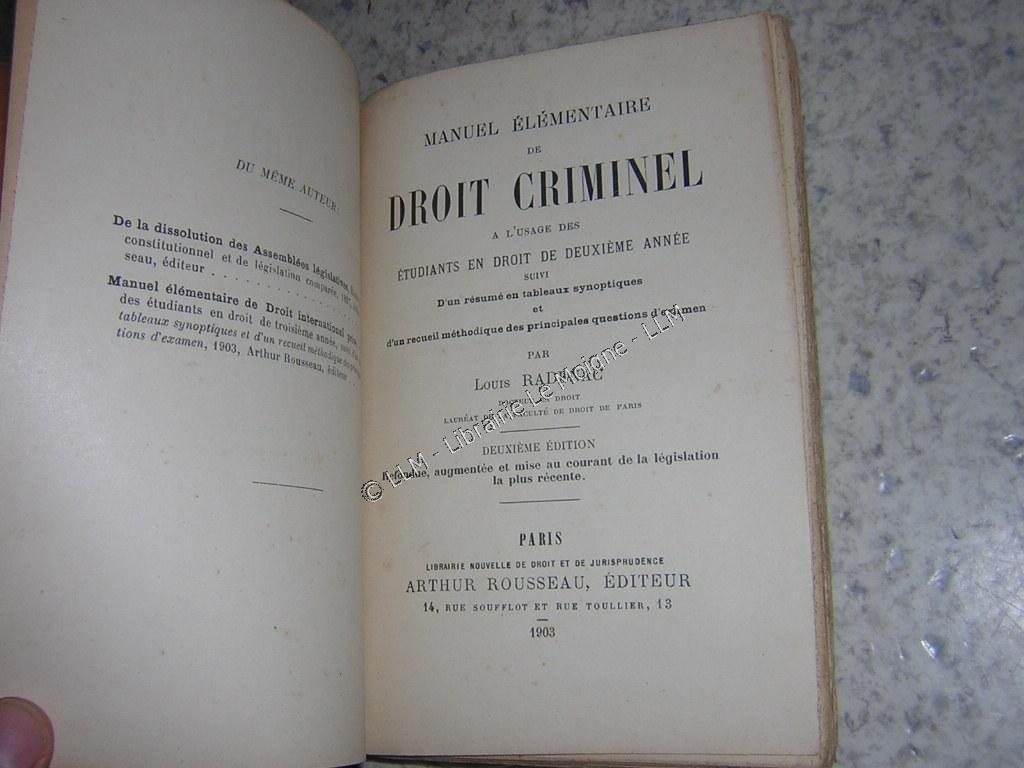 DU MÊME AUTEUR:
De la dissolution des Assemblées législatives,
constitutionnel et de législation comparée,
seau, éditeur . . . . . . . . . .
Manuel élémentaire de Droit international
des étudiants en droit de troisième année,
tableaux synoptiques et d'un recueil méthodique des
tions d'examen, 1903, Arthur Rousseau, éditeur . .
MANUEL ÉLÉMENTAIRE
DE
DROIT CRIMINEL
A L'USAGE DES
ÉTUDIANTS EN DROIT DE DEUXIÈME ANNÉE
SUIVI
D'un résumé en tableaux synoptiques
et
d'un recueil méthodique des principales questions d'examen
PAR
LOUIS
DOCTEUR EN DROIT
LAURÉAT DE LA FACULTÉ DE DROIT DE PARIS
DEUXIÈME ÉDITION
Refondue, augmentée et mise au courant de la législation
la plus récente.
PARIS
LIBRAIRIE NOUVELLE DE DROIT ET DE JURISPRUDENCE
ARTHUR ROUSSEAU, ÉDITEUR
14, RUE SOUFFLOT ET RUE TOULLIER, 13
1903
© LLM - Librairie Le Moigne - LLM